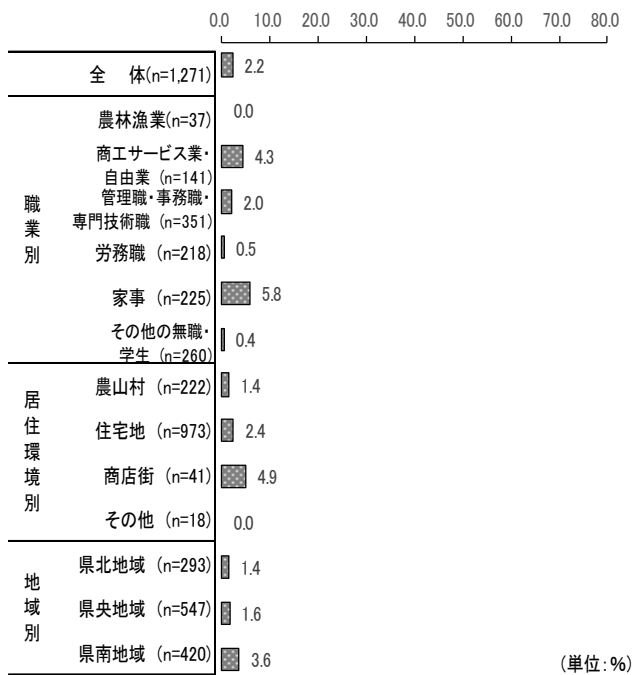 0.0 10.0 20.0 30.0 40.0 50.0 60.0 70.0 80.0
全 体(n=1,271) 2.2
職業別
農林漁業(n=37) 0.0
商工サービス業・
自由業 (n=141) 4.3
管理職・事務職・
専門技術職 (n=351) 2.0
労務職 (n=218) 0.5
家事 (n=225) 5.8
その他の無職・
学生 (n=260) 0.4
居住環境別
農山村 (n=222) 1.4
住宅地 (n=973) 2.4
商店街 (n=41) 4.9
その他 (n=18) 0.0
地域別
県北地域 (n=293) 1.4
県央地域 (n=547) 1.6
県南地域 (n=420) 3.6
(単位:%)